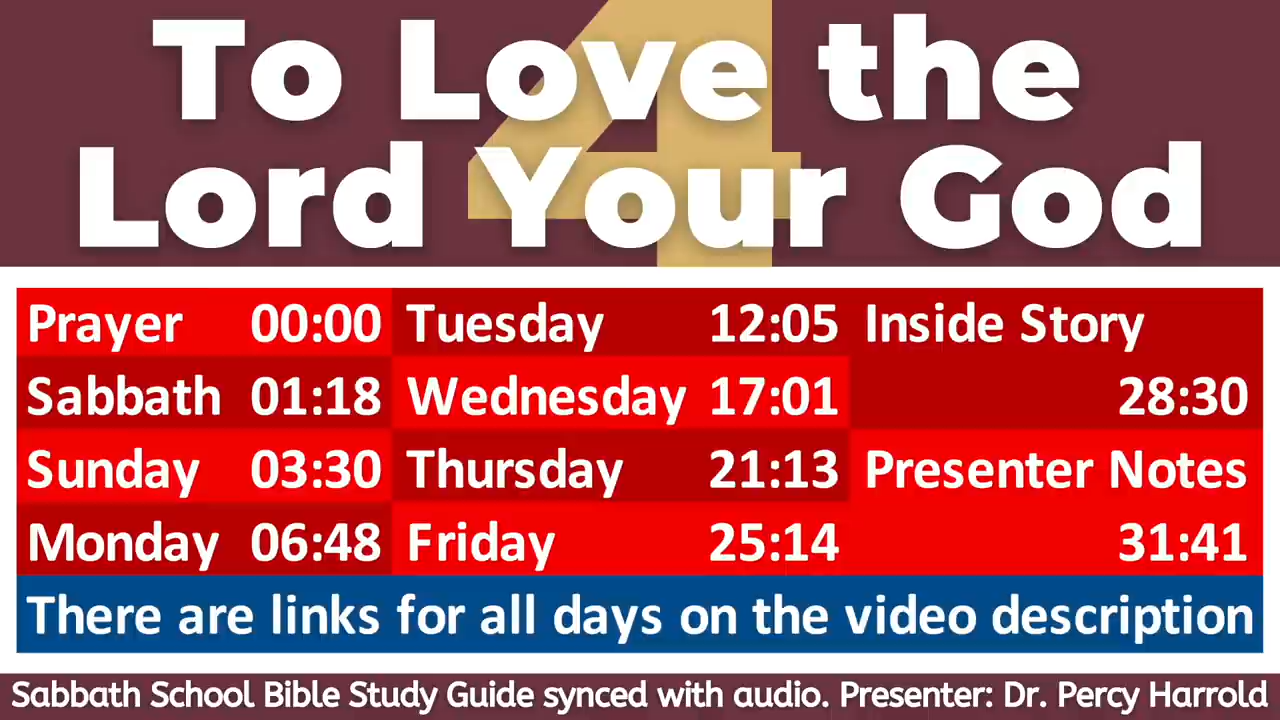 4
To Love the
Lord Your God
Prayer 00:00 Tuesday 12:05 Inside Story
Sabbath 01:18 Wednesday 17:01 28:30
Sunday 03:30 Thursday 21:13 Presenter Notes
Monday 06:48 Friday 25:14 31:41
There are links for all days on the video description
Sabbath School Bible Study Guide synced with audio. Presenter: Dr. Percy Harrold